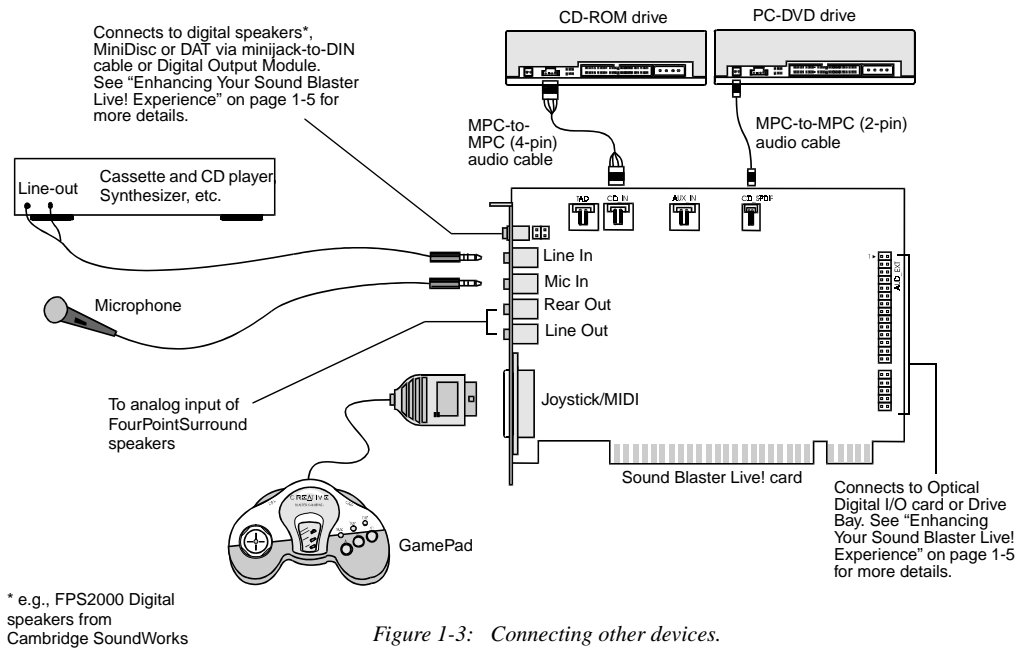 CD-ROM drive
PC-DVD drive
Connects to digital speakers*,
MiniDisc or DAT via minijack-to-DIN
cable or Digital Output Module.
See “Enhancing Your Sound Blaster
Live! Experience” on page 1-5 for
more details.
MPC-to-
MPC (4-pin)
audio cable
MPC-to-MPC (2-pin)
audio cable
Line-out
Cassette and CD player,
Synthesizer, etc.
TAD
CD IN
AUX IN
CD SPDIF
Line In
Mic In
Rear Out
Line Out
1
AUD_EXT
Microphone
Joystick/MIDI
To analog input of
FourPointSurround
speakers
Sound Blaster Live! card
CREATIVE
GamePad
Connects to Optical
Digital I/O card or Drive
Bay. See “Enhancing
Your Sound Blaster Live!
Experience” on page 1-5
for more details.
* e.g., FPS2000 Digital
speakers from
Cambridge SoundWorks
Figure 1-3: Connecting other devices.